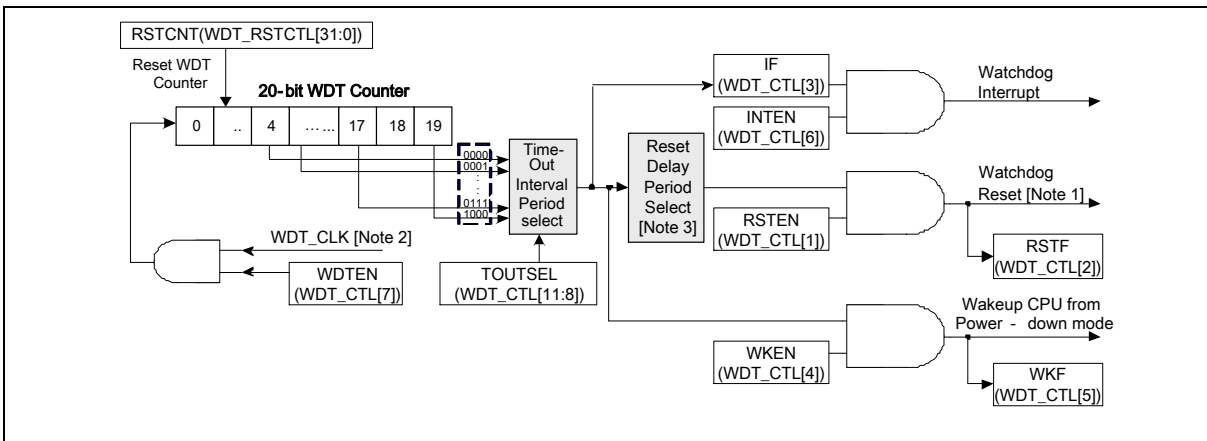 RSTCNT(WDT_RSTCTL[31:0])
Reset WDT
Counter
20-bit WDT Counter
0 .. 4 ... ... 17 18 19
0000
0001
:
:
0111
1000
Time-
Out
Interval
Period
select
TOUTSEL
(WDT_CTL[11:8])
WDT_CLK [Note 2]
WDTEN
(WDT_CTL[7])
Reset
Delay
Period
Select
[Note 3]
IF
(WDT_CTL[3])
INTEN
(WDT_CTL[6])
Watchdog
Interrupt
RSTEN
(WDT_CTL[1])
Watchdog
Reset [Note 1]
RSTF
(WDT_CTL[2])
WKEN
(WDT_CTL[4])
Wakeup CPU from
Power - down mode
WKF
(WDT_CTL[5])